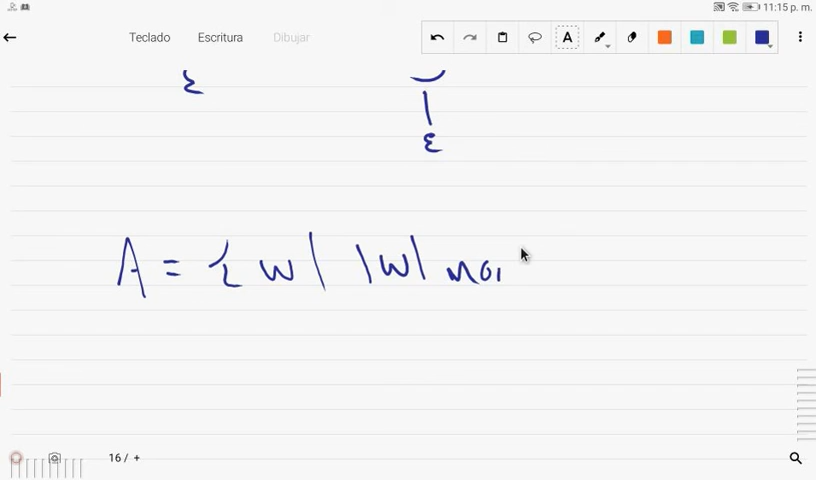 11:15 p. m.
Teclado Escritura Dibujar A
ε
ε
A = { w | |w| mo
16 / +